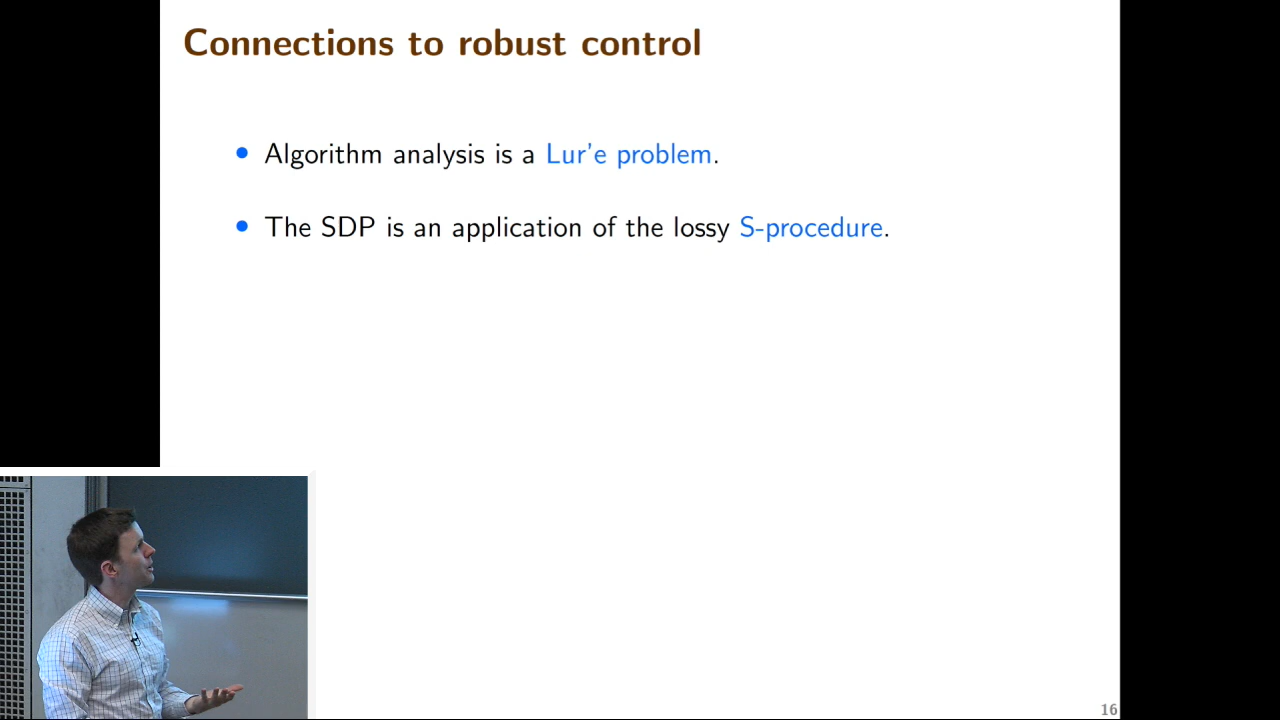 Connections to robust control
• Algorithm analysis is a Lur'e problem.
• The SDP is an application of the lossy S-procedure.
16